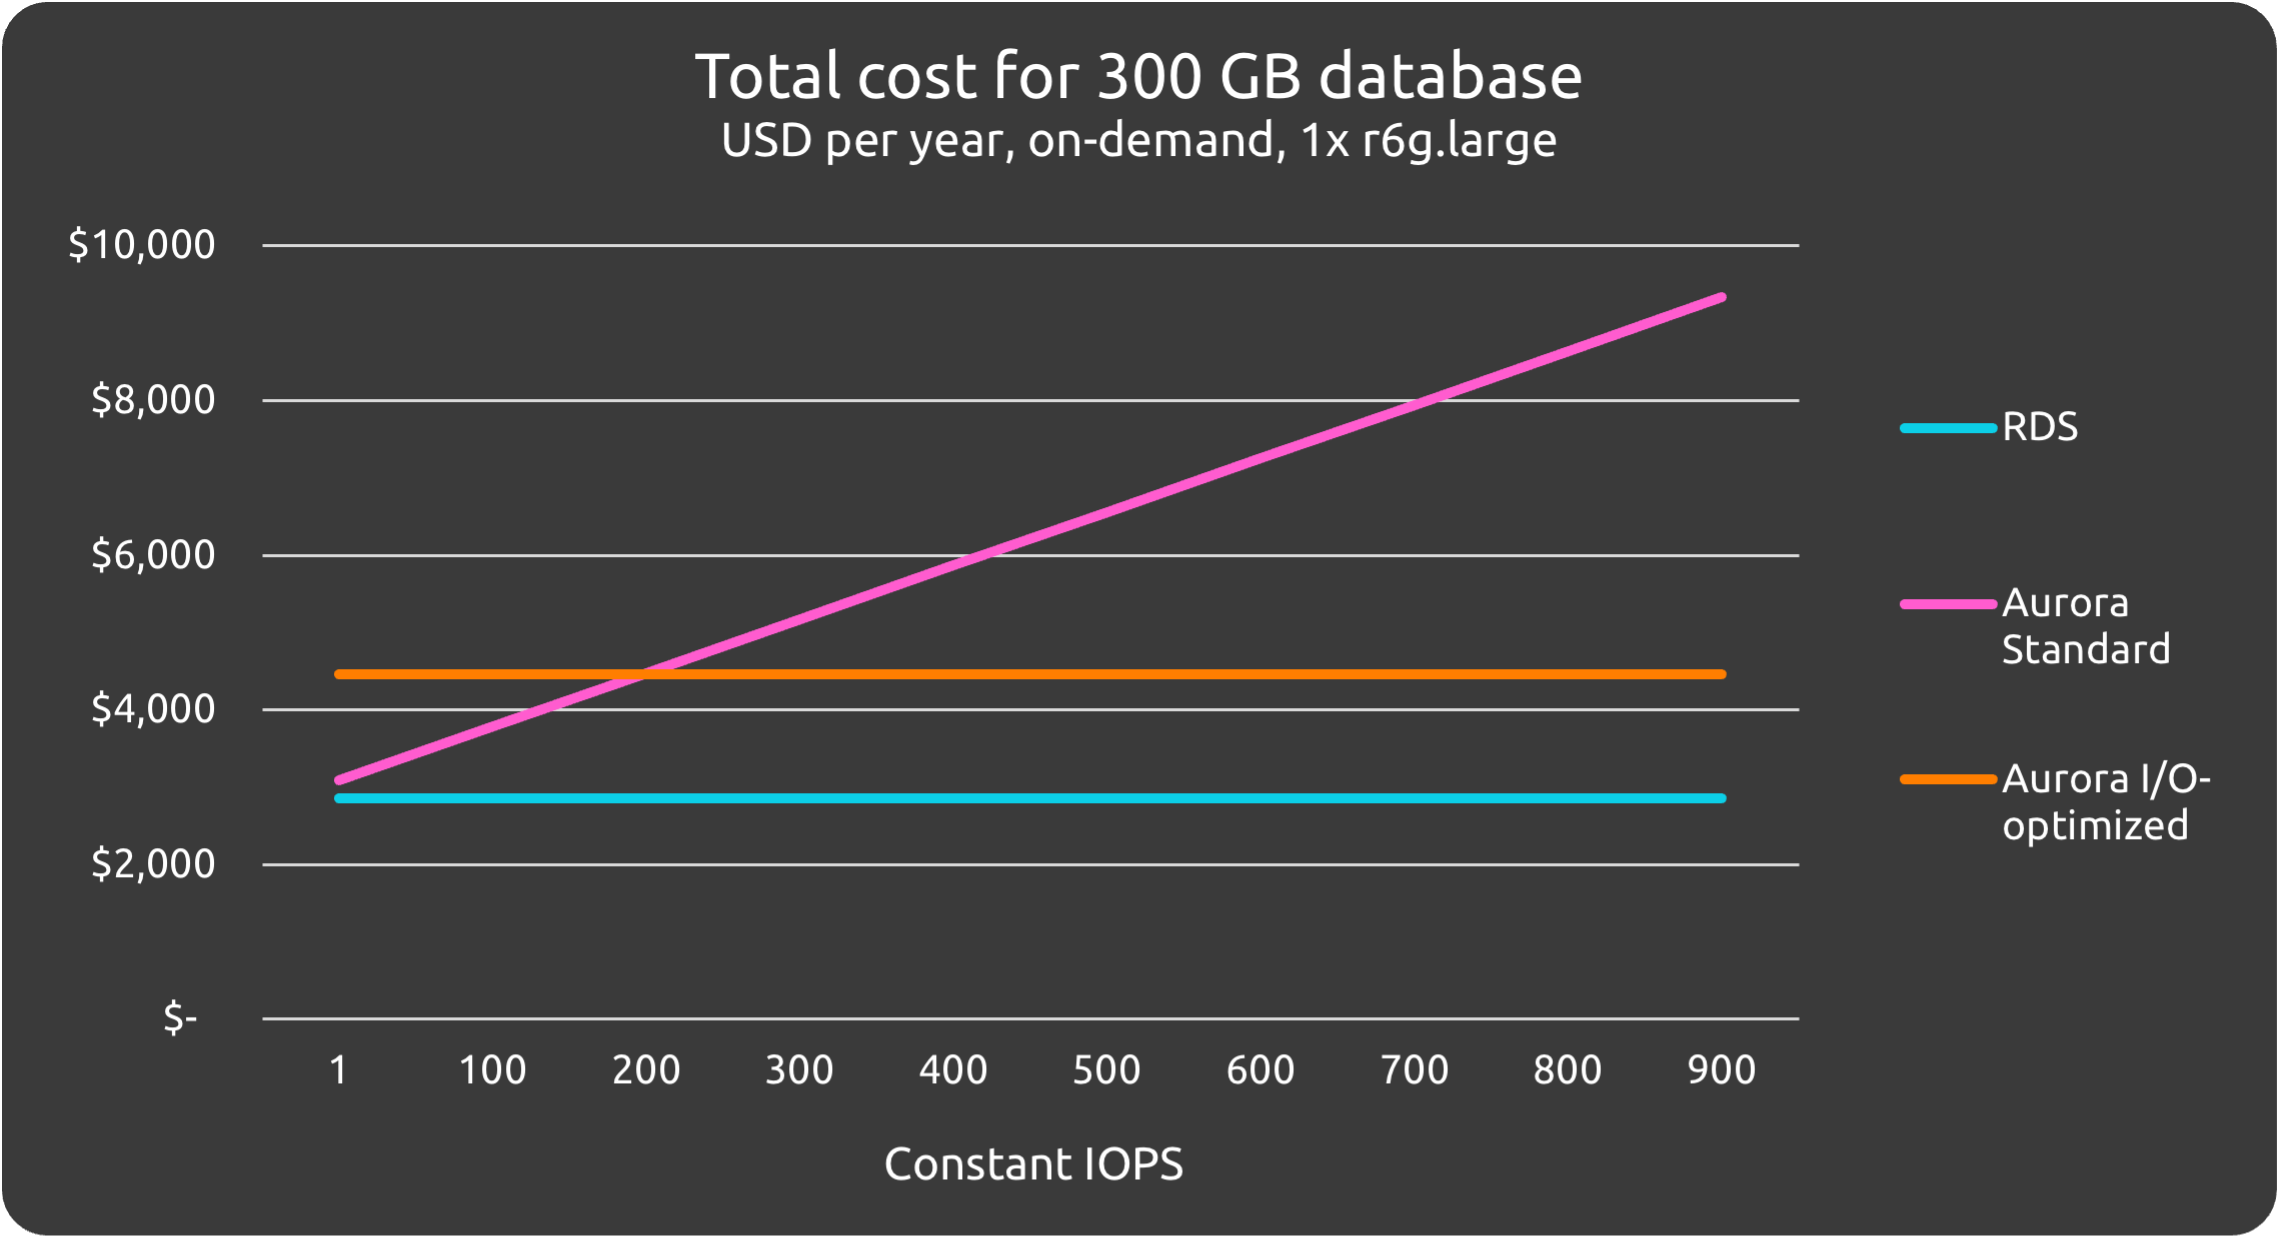 Total cost for 300 GB database
USD per year, on-demand, 1x r6g.large
$10,000
$8,000
$6,000
$4,000
$2,000
$-
1 100 200 300 400 500 600 700 800 900
Constant IOPS
RDS
Aurora
Standard
Aurora I/O-
optimized